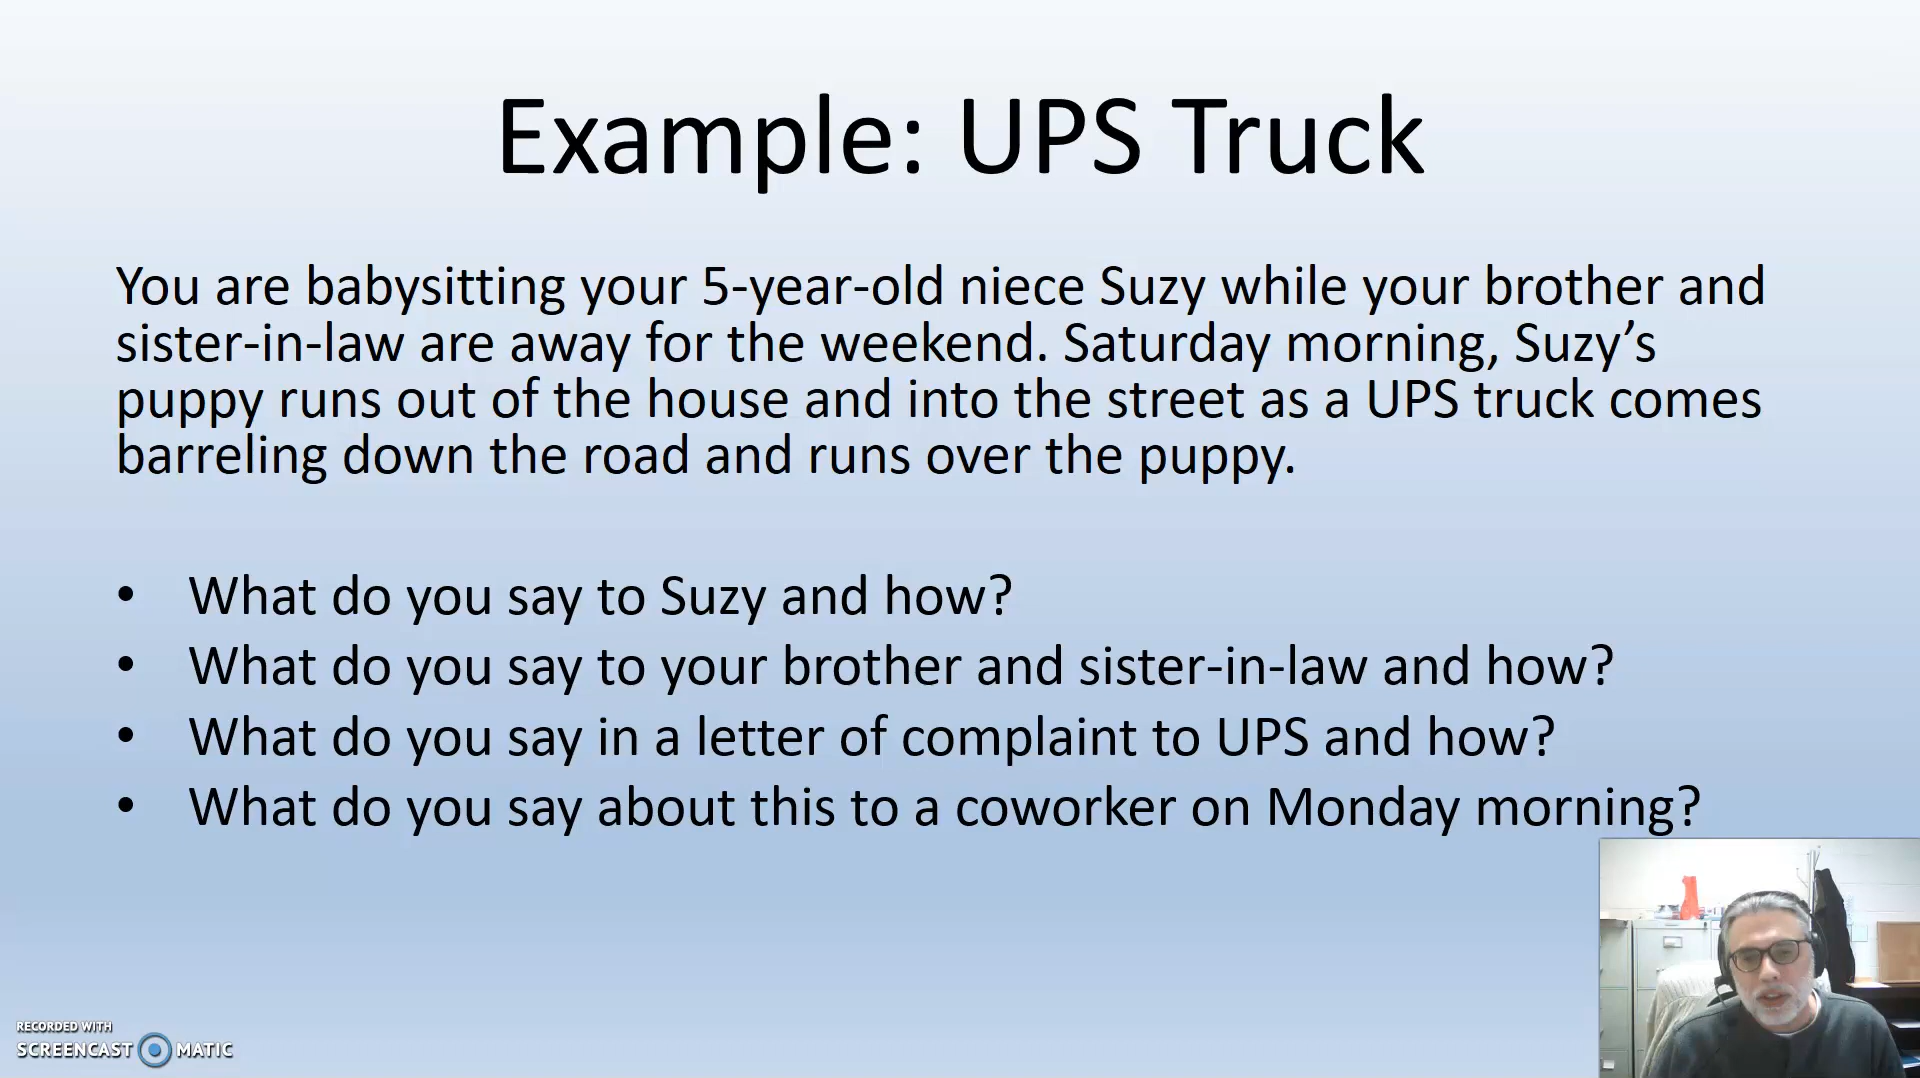 Example: UPS Truck
You are babysitting your 5-year-old niece Suzy while your brother and
sister-in-law are away for the weekend. Saturday morning, Suzy’s
puppy runs out of the house and into the street as a UPS truck comes
barreling down the road and runs over the puppy.
• What do you say to Suzy and how?
• What do you say to your brother and sister-in-law and how?
• What do you say in a letter of complaint to UPS and how?
• What do you say about this to a coworker on Monday morning?
RECORDED WITH
SCREENCAST MATIC